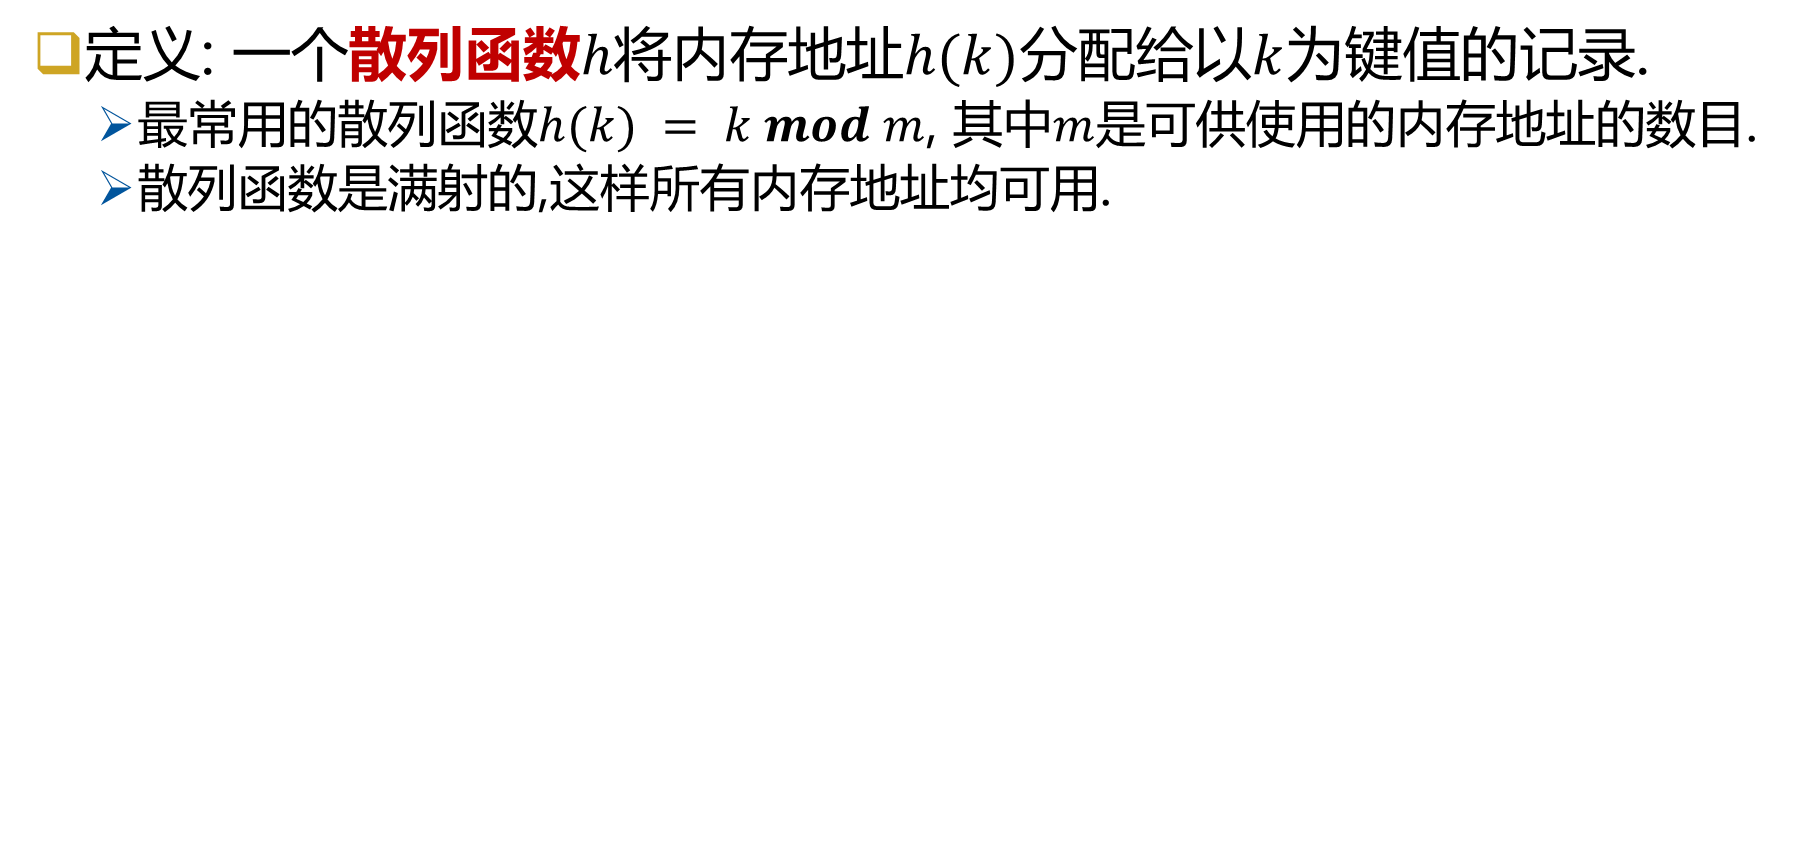 定义: 一个散列函数h将内存地址h(k)分配给以k为键值的记录.
最常用的散列函数h(k) = k mod m, 其中m是可供使用的内存地址的数目.
散列函数是满射的,这样所有内存地址均可用.